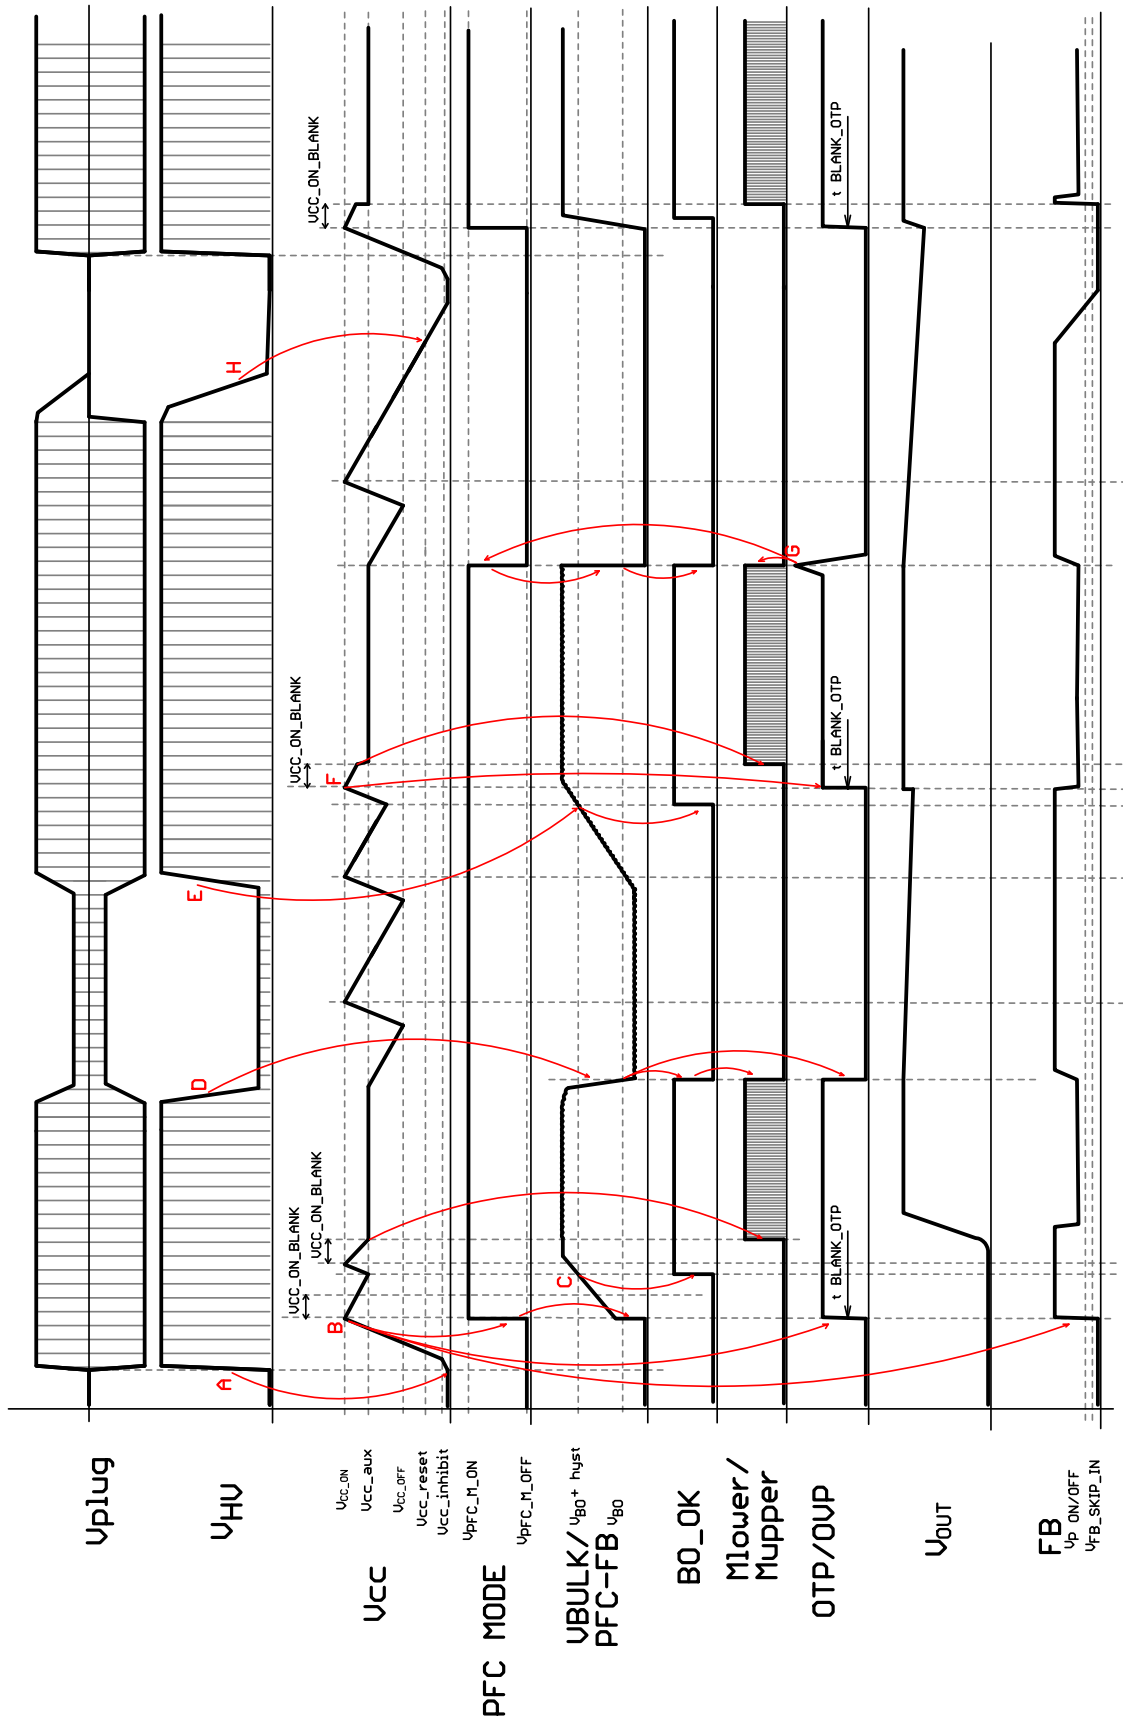 Vplug
VHV
Vcc
VCC_ON
Vcc_aux
VCC_OFF
Vcc_reset
Vcc_inhibit
PFC MODE
VPFC_M_ON
VPFC_M_OFF
VBULK/
PFC-FB
VBO + hyst
VBO
BO_OK
Mlower/
Mupper
OTP/OVP
VOUT
FB
VP ON/OFF
VFB_SKIP_IN
A
B
C
D
E
F
G
H
VCC_ON_BLANK
VCC_ON_BLANK
VCC_ON_BLANK
VCC_ON_BLANK
t BLANK_OTP
t BLANK_OTP
t BLANK_OTP